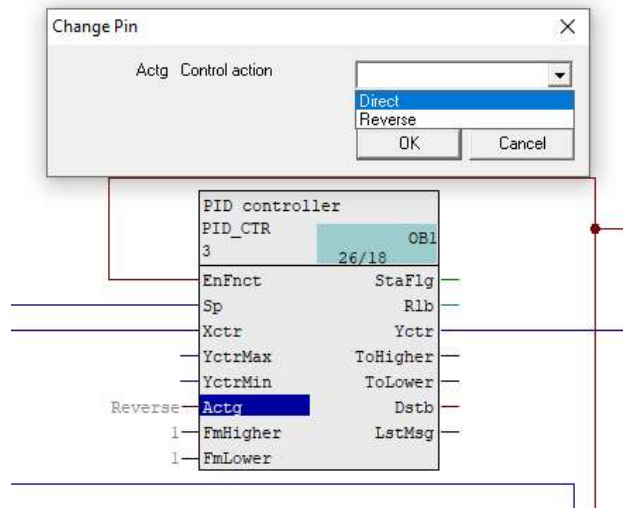 Change Pin
Actg Control action
Direct
Reverse
OK Cancel
PID controller
PID_CTR
3 OB1
26/18
EnFnct StaFlg
Sp Rlb
Xctr Yctr
YctrMax ToHigher
YctrMin ToLower
Reverse Actg Dstb
1 FmHigher LstMsg
1 FmLower